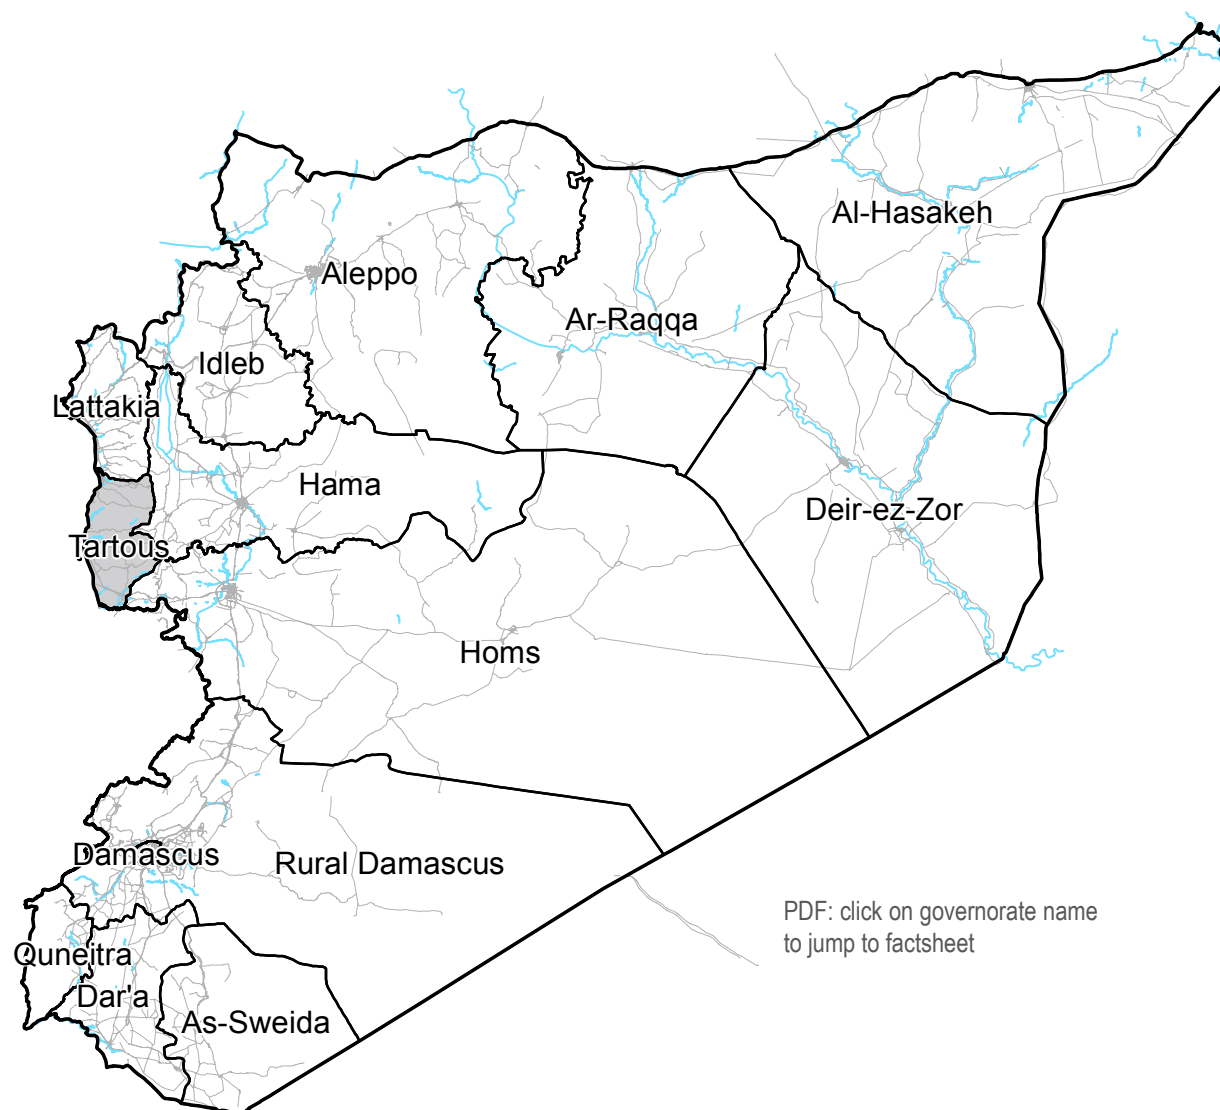 Al-Hasakeh
Aleppo
Ar-Raqqa
Idleb
Lattakia
Hama
Deir-ez-Zor
Tartous
Homs
Damascus
Rural Damascus
PDF: click on governorate name
to jump to factsheet
Quneitra
Dar'a
As-Sweida